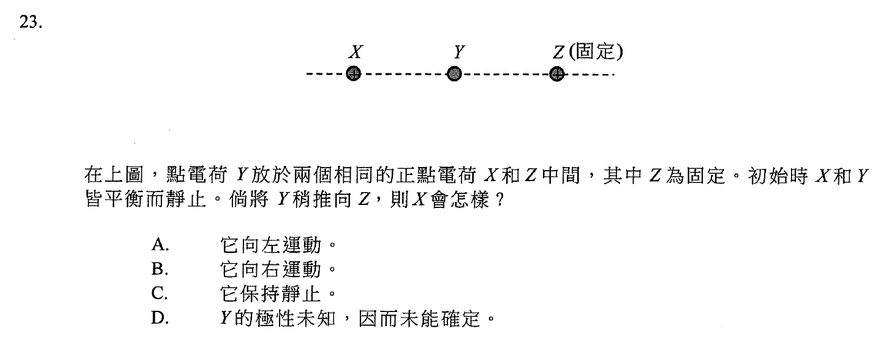 23.
X Y Z (固定)
在上圖，點電荷 Y 放於兩個相同的正點電荷 X 和 Z 中間，其中 Z 為固定。初始時 X 和 Y
皆平衡而靜止。倘將 Y 稍推向 Z，則 X 會怎樣？
A. 它向左運動。
B. 它向右運動。
C. 它保持靜止。
D. Y 的極性未知，因而未能確定。